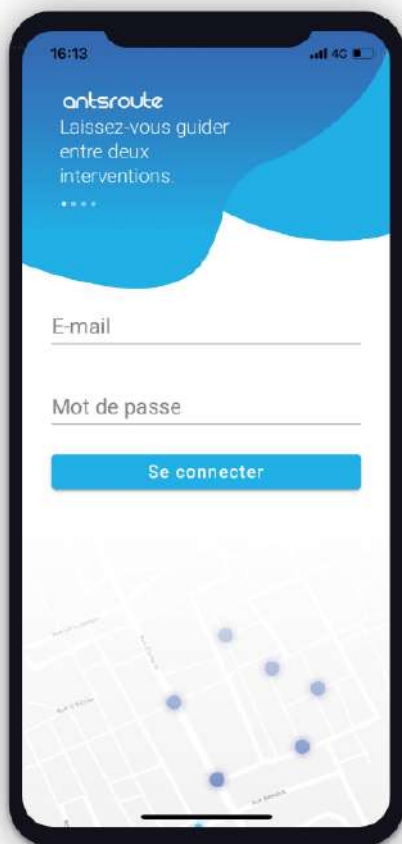 16:13
4G
antsroute
Laissez-vous guider
entre deux
interventions.
E-mail
Mot de passe
Se connecter